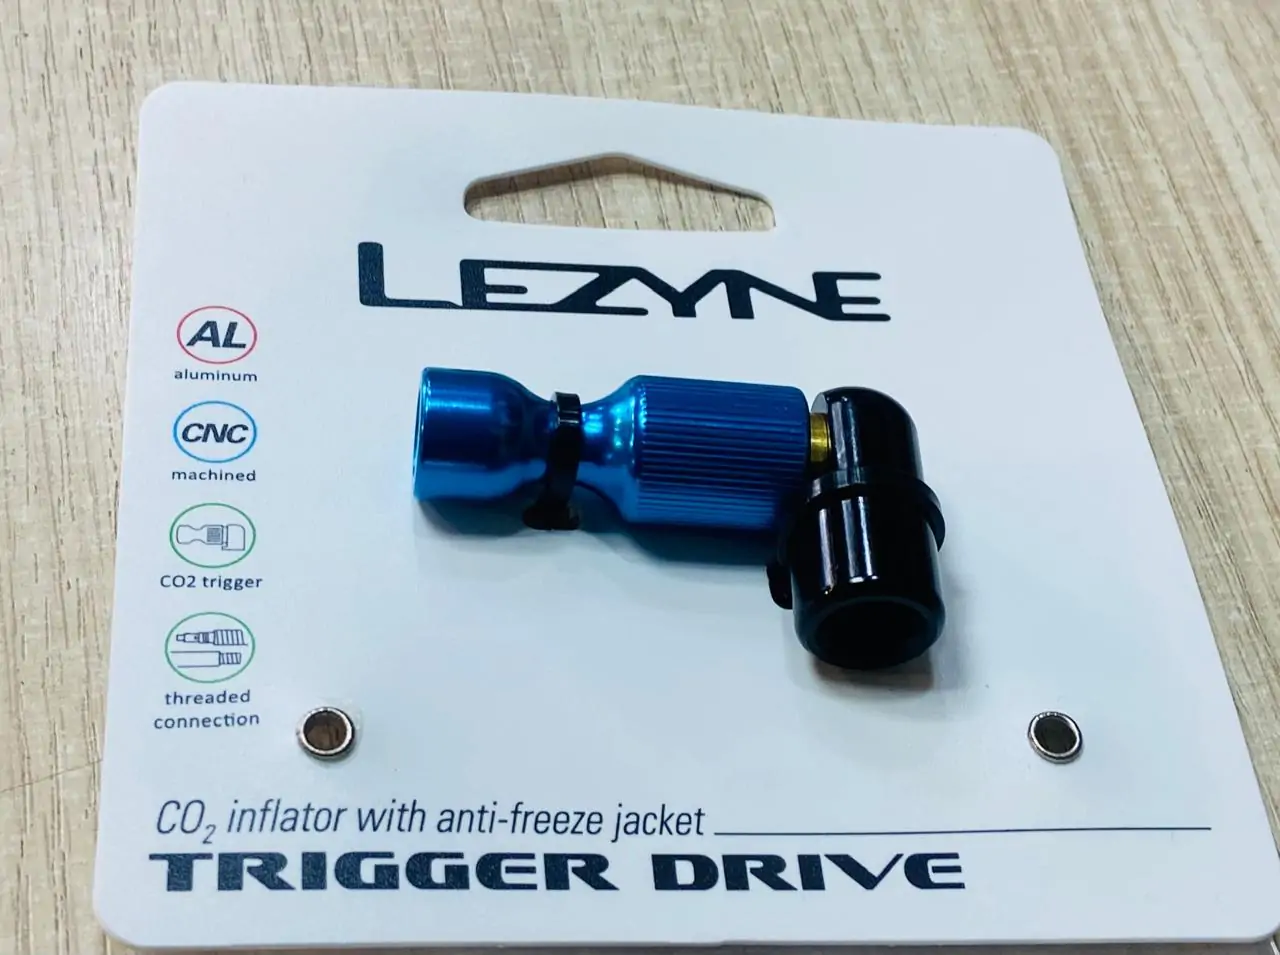 LEZYNE
AL
aluminum
CNC
machined
CO2 trigger
threaded
connection
CO₂ inflator with anti-freeze jacket
TRIGGER DRIVE